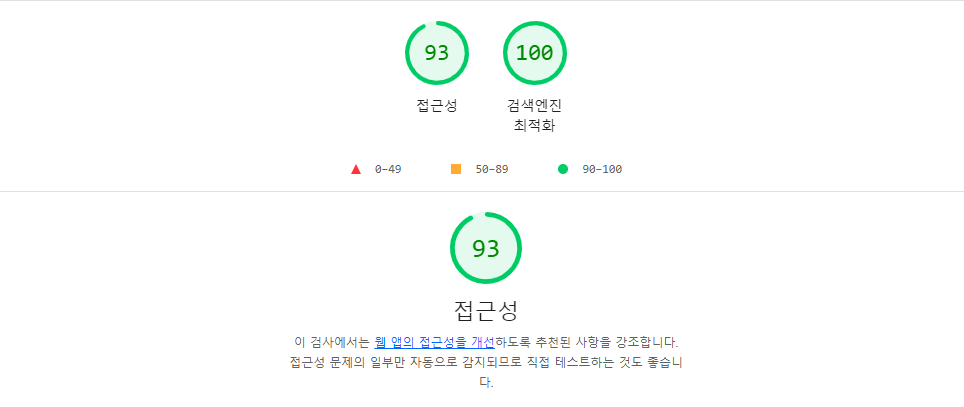 93 100
접근성 검색엔진
최적화
0–49 50–89 90–100
93
접근성
이 검사에서는 웹 앱의 접근성을 개선하도록 추천된 사항을 강조합니다.
접근성 문제의 일부만 자동으로 감지되므로 직접 테스트하는 것도 좋습니
다.